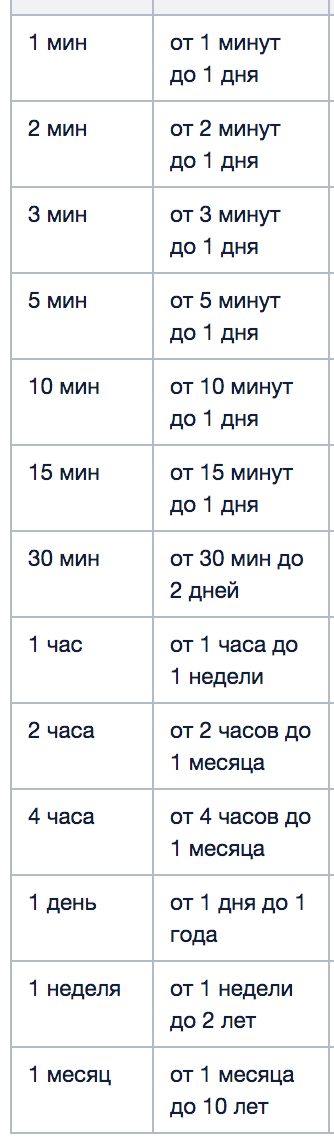 1 мин
от 1 минут
до 1 дня
2 мин
от 2 минут
до 1 дня
3 мин
от 3 минут
до 1 дня
5 мин
от 5 минут
до 1 дня
10 мин
от 10 минут
до 1 дня
15 мин
от 15 минут
до 1 дня
30 мин
от 30 мин до
2 дней
1 час
от 1 часа до
1 недели
2 часа
от 2 часов до
1 месяца
4 часа
от 4 часов до
1 месяца
1 день
от 1 дня до 1
года
1 неделя
от 1 недели
до 2 лет
1 месяц
от 1 месяца
до 10 лет